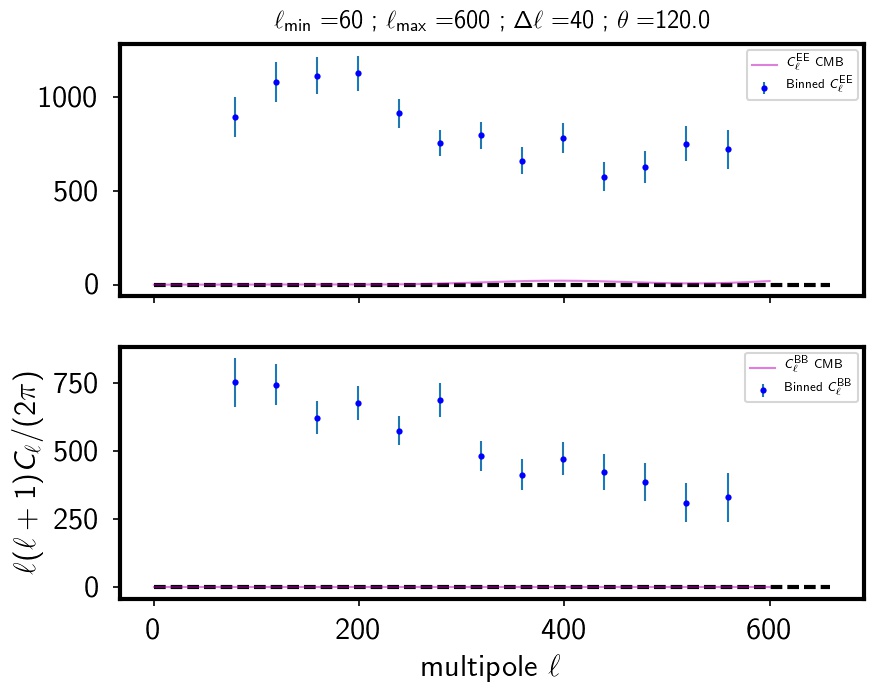 ℓmin =60 ; ℓmax =600 ; Δℓ =40 ; θ =120.0
1000
500
0
C_ℓ^EE CMB
Binned C_ℓ^EE
ℓ(ℓ + 1)C_ℓ/(2π)
750
500
250
0
C_ℓ^BB CMB
Binned C_ℓ^BB
0 200 400 600
multipole ℓ